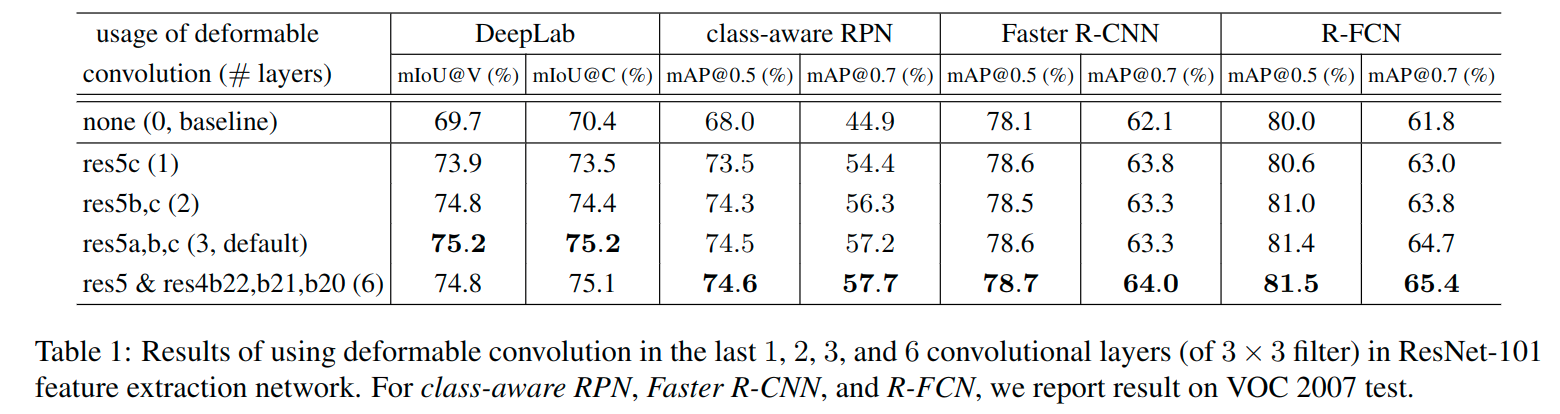 usage of deformable DeepLab class-aware RPN Faster R-CNN R-FCN
convolution (# layers) mIoU@V (%) mIoU@C (%) mAP@0.5 (%) mAP@0.7 (%) mAP@0.5 (%) mAP@0.7 (%) mAP@0.5 (%) mAP@0.7 (%)
none (0, baseline) 69.7 70.4 68.0 44.9 78.1 62.1 80.0 61.8
res5c (1) 73.9 73.5 73.5 54.4 78.6 63.8 80.6 63.0
res5b,c (2) 74.8 74.4 74.3 56.3 78.5 63.3 81.0 63.8
res5a,b,c (3, default) 75.2 75.2 74.5 57.2 78.6 63.3 81.4 64.7
res5 & res4b22,b21,b20 (6) 74.8 75.1 74.6 57.7 78.7 64.0 81.5 65.4
Table 1: Results of using deformable convolution in the last 1, 2, 3, and 6 convolutional layers (of 3 × 3 filter) in ResNet-101
feature extraction network. For class-aware RPN, Faster R-CNN, and R-FCN, we report result on VOC 2007 test.